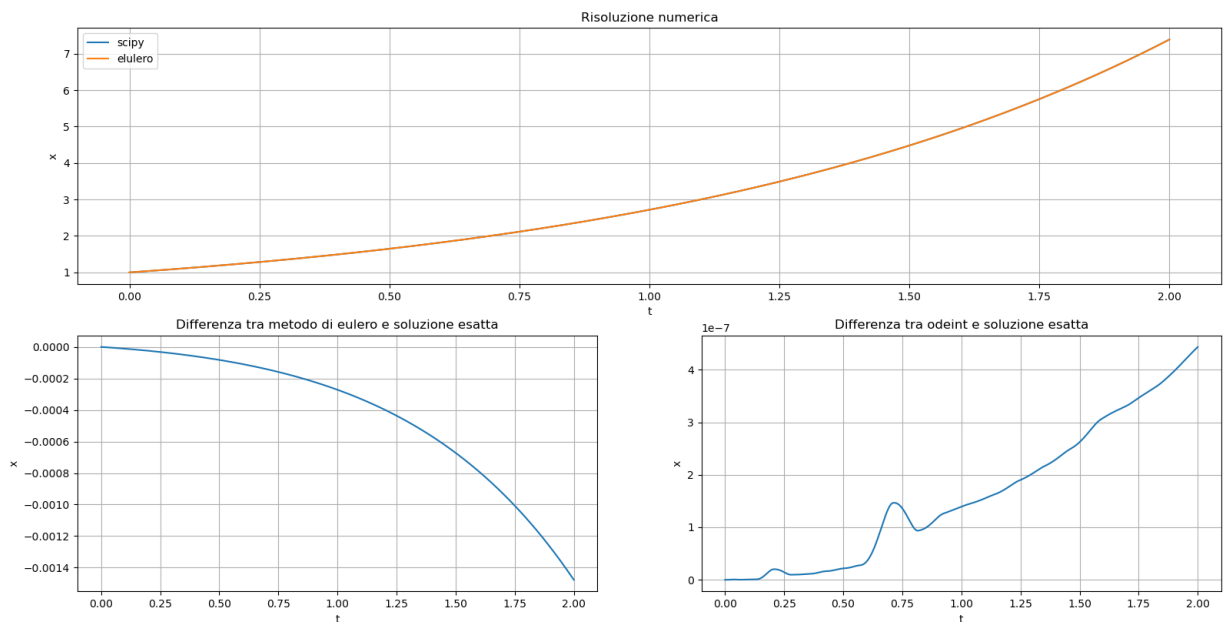 Risoluzione numerica
scipy
elulero
x
7
6
5
4
3
2
1
0.00 0.25 0.50 0.75 1.00 1.25 1.50 1.75 2.00
t
Differenza tra metodo di eulero e soluzione esatta
x
0.0000
−0.0002
−0.0004
−0.0006
−0.0008
−0.0010
−0.0012
−0.0014
0.00 0.25 0.50 0.75 1.00 1.25 1.50 1.75 2.00
t
Differenza tra odeint e soluzione esatta
1e−7
x
4
3
2
1
0
0.00 0.25 0.50 0.75 1.00 1.25 1.50 1.75 2.00
t